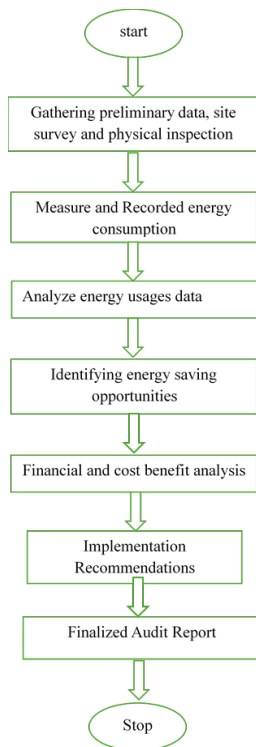 start
Gathering preliminary data, site
survey and physical inspection
Measure and Recorded energy
consumption
Analyze energy usages data
Identifying energy saving
opportunities
Financial and cost benefit analysis
Implementation
Recommendations
Finalized Audit Report
Stop